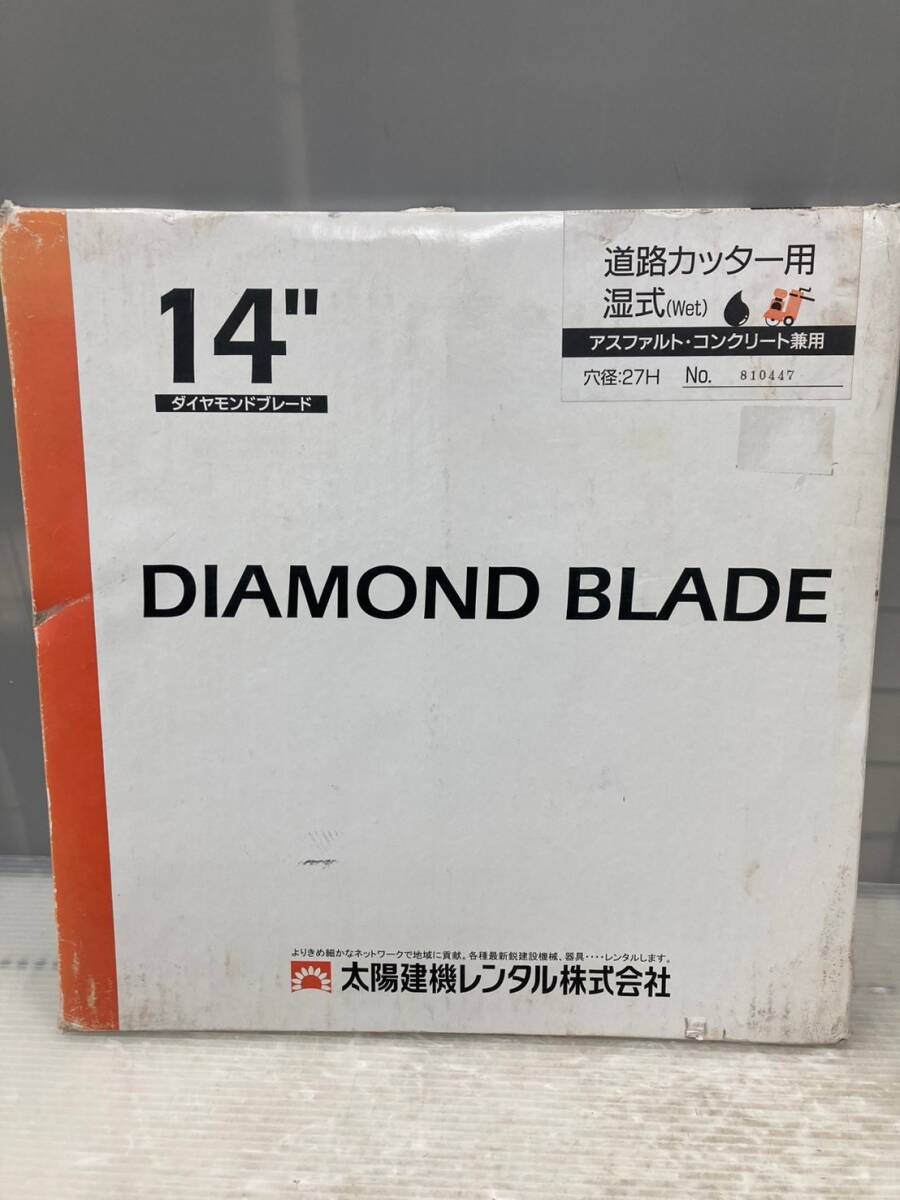 14"
ダイヤモンドブレード
道路カッター用
湿式(Wet)
アスファルト・コンクリート兼用
穴径:27H No. 810447
DIAMOND BLADE
よりきめ細かなネットワークで地域に貢献。各種最新鋭建設機械、器具・・・・レンタルします。
太陽建機レンタル株式会社